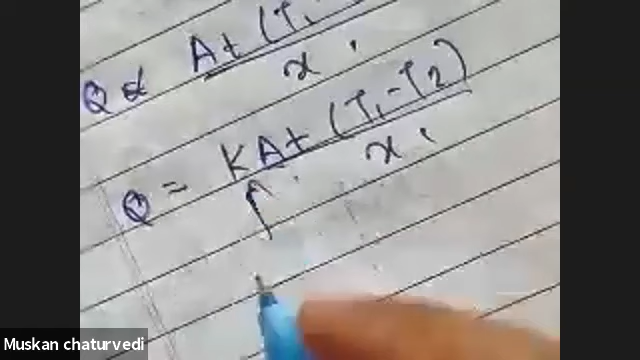 Q ∝ At (T₁
x
Q = KAt (T₁-T₂)
x
Muskan chaturvedi